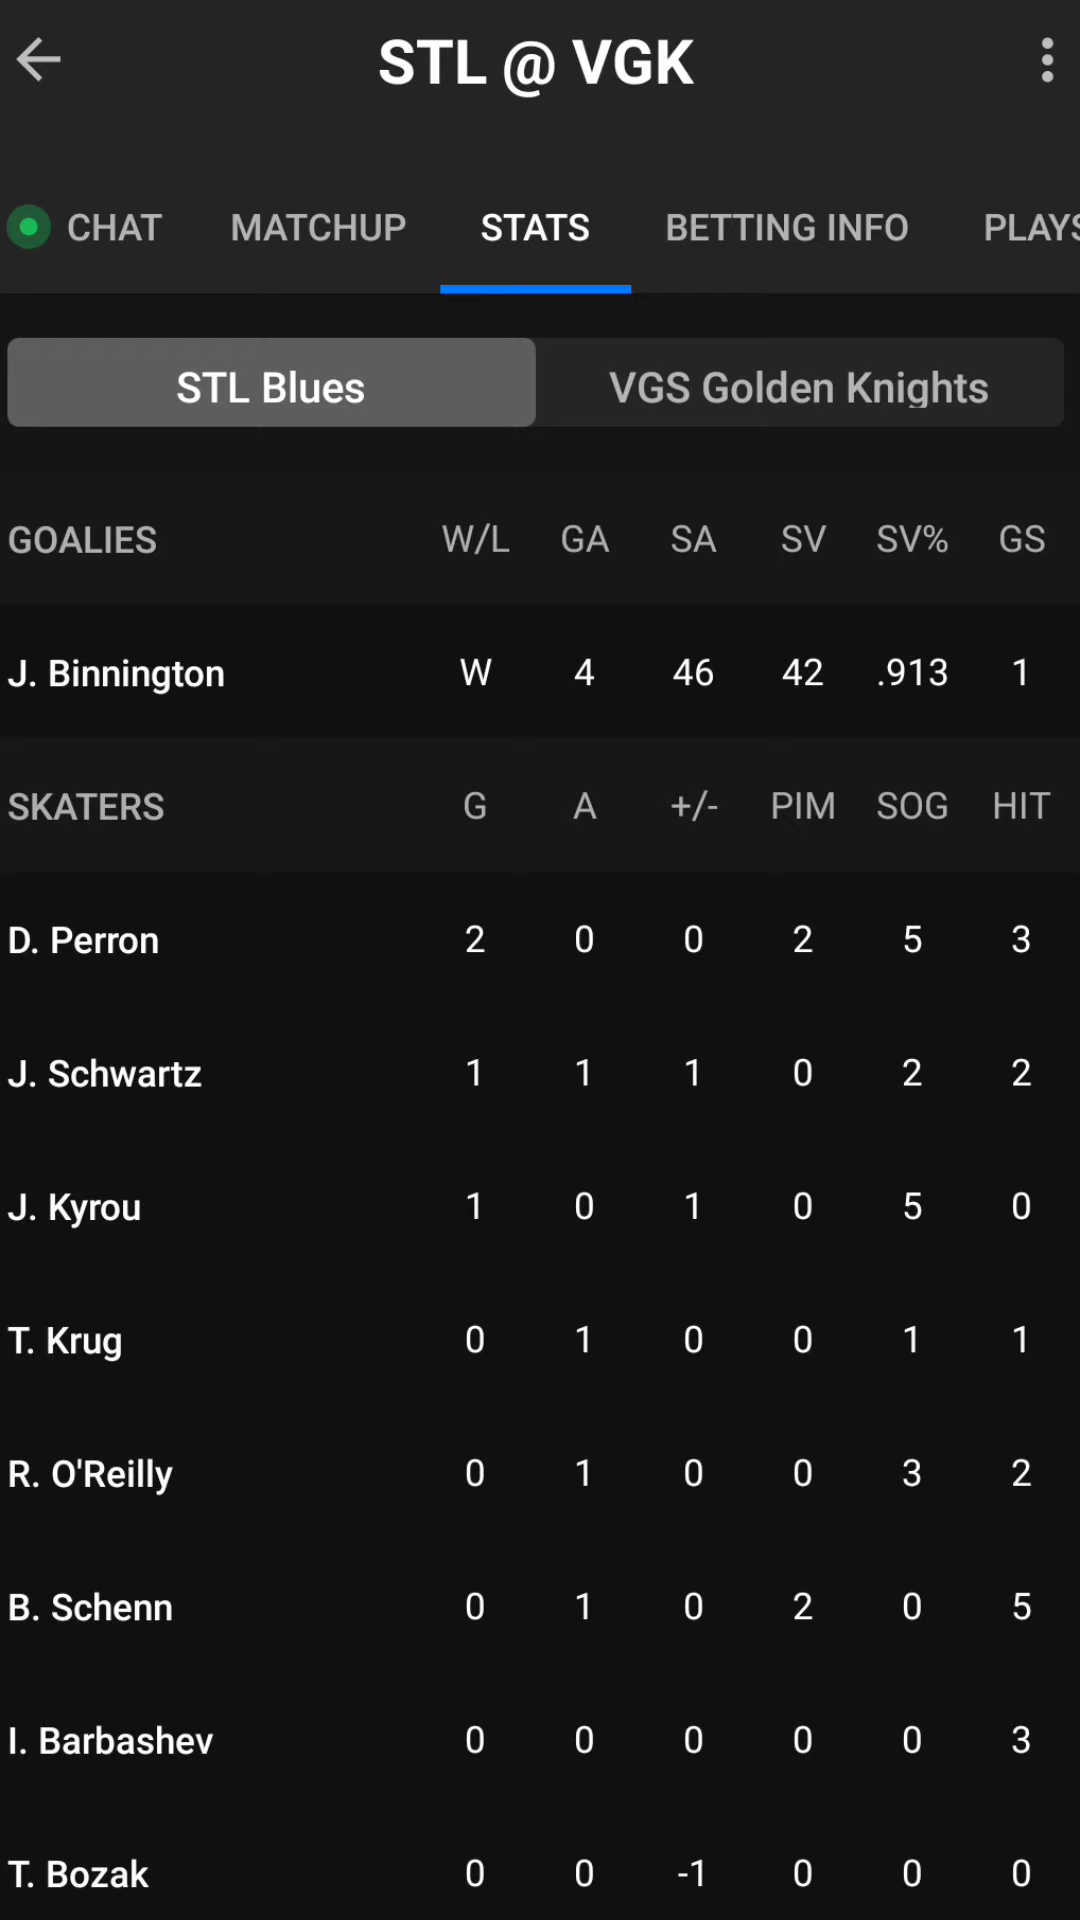 STL @ VGK
CHAT MATCHUP STATS BETTING INFO PLAYS
STL Blues VGS Golden Knights
GOALIES W/L GA SA SV SV% GS
J. Binnington W 4 46 42 .913 1
SKATERS G A +/- PIM SOG HIT
D. Perron 2 0 0 2 5 3
J. Schwartz 1 1 1 0 2 2
J. Kyrou 1 0 1 0 5 0
T. Krug 0 1 0 0 1 1
R. O'Reilly 0 1 0 0 3 2
B. Schenn 0 1 0 2 0 5
I. Barbashev 0 0 0 0 0 3
T. Bozak 0 0 -1 0 0 0